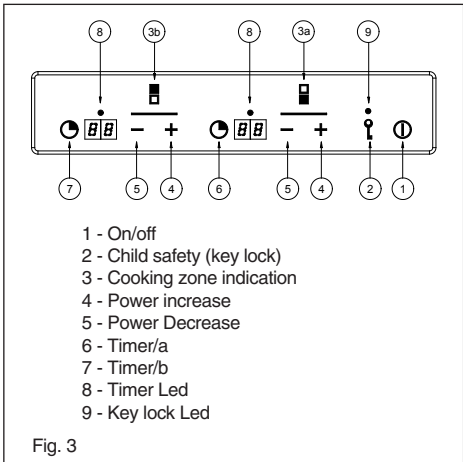 8 3b 8 3a 9
88 − + 88 − +
7 5 4 6 5 4 2 1
1 - On/off
2 - Child safety (key lock)
3 - Cooking zone indication
4 - Power increase
5 - Power Decrease
6 - Timer/a
7 - Timer/b
8 - Timer Led
9 - Key lock Led
Fig. 3